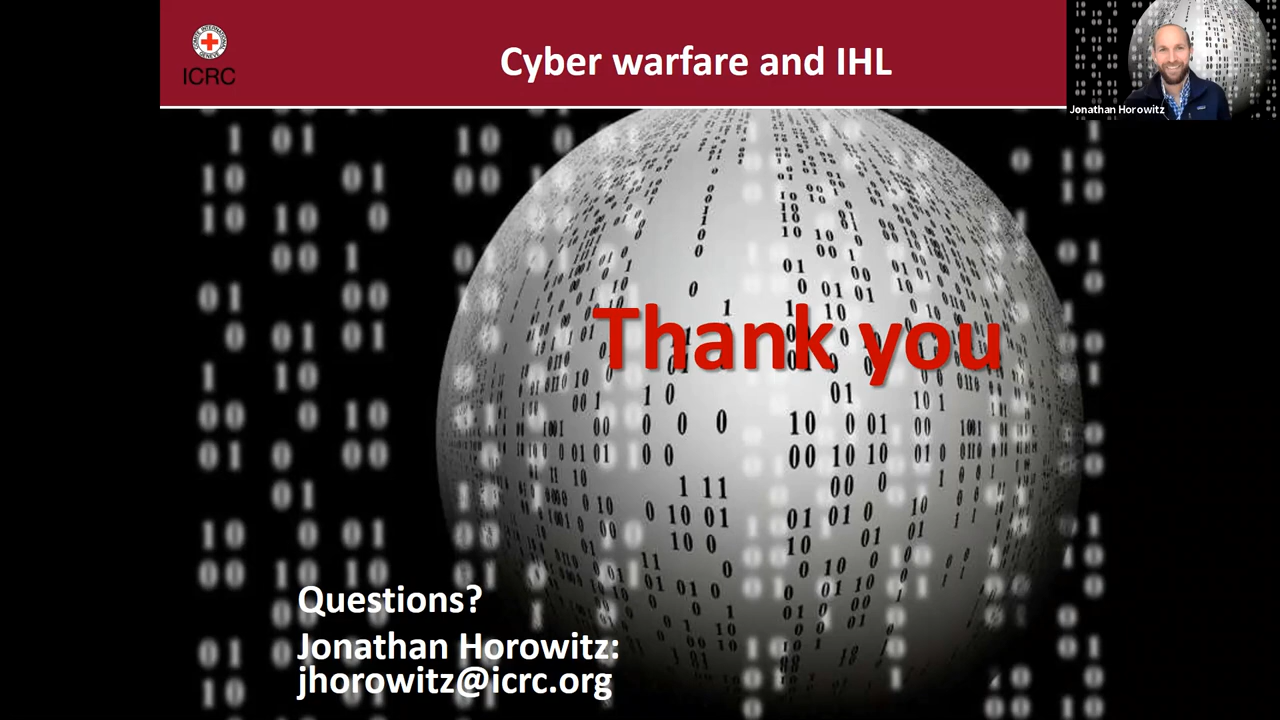 ICRC
Cyber warfare and IHL
Jonathan Horowitz
Thank you
Questions?
Jonathan Horowitz:
jhorowitz@icrc.org